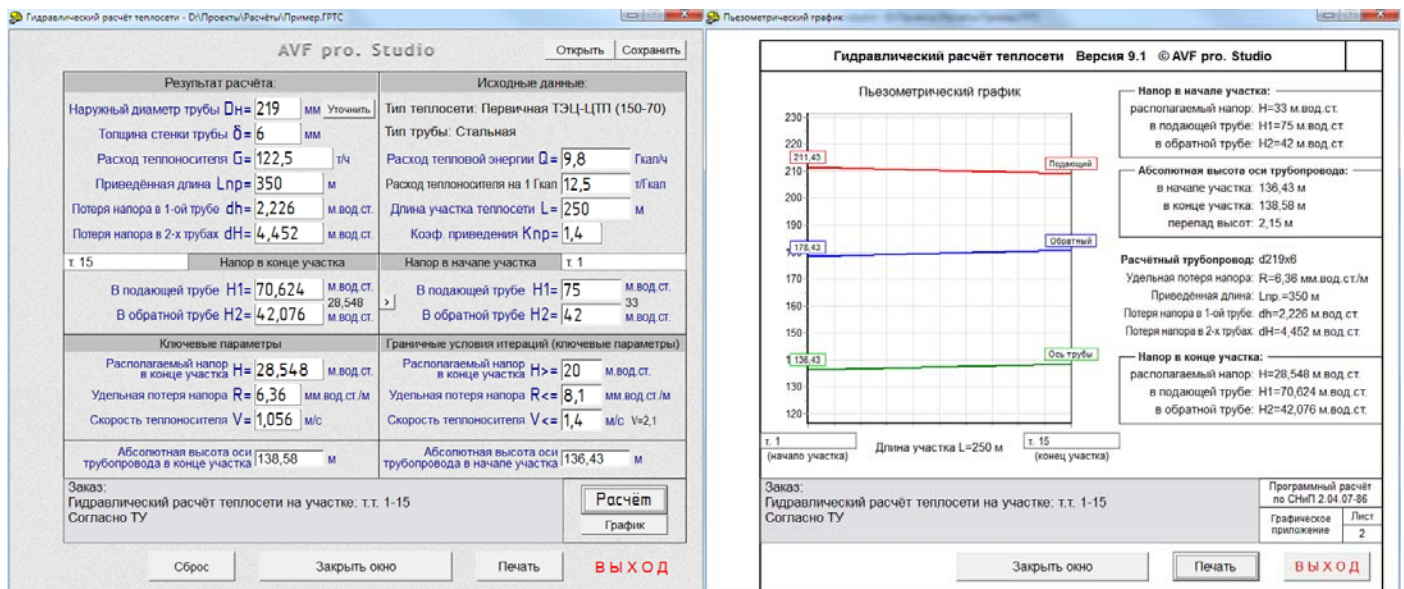 Гидравлический расчёт теплосети - D:\Проекты\Расчёты\Пример.ГРТС
AVF pro. Studio
Открыть
Сохранить
Результат расчёта:
Наружный диаметр трубы Dн= 219 мм Уточнить
Толщина стенки трубы δ= 6 мм
Расход теплоносителя G= 122,5 т/ч
Приведённая длина Lпр= 350 м
Потеря напора в 1-ой трубе dh= 2,226 м.вод.ст.
Потеря напора в 2-х трубах dH= 4,452 м.вод.ст.
Исходные данные:
Тип теплосети: Первичная ТЭЦ-ЦТП (150-70)
Тип трубы: Стальная
Расход тепловой энергии Q= 9,8 Гкал/ч
Расход теплоносителя на 1 Гкал 12,5 т/Гкал
Длина участка теплосети L= 250 м
Коэф. приведения Kпр= 1,4
т. 15 Напор в конце участка
В подающей трубе H1= 70,624 м.вод.ст.
28,548
В обратной трубе H2= 42,076 м.вод.ст.
>
Напор в начале участка т. 1
В подающей трубе H1= 75 м.вод.ст.
33
В обратной трубе H2= 42 м.вод.ст.
Ключевые параметры
Располагаемый напор
в конце участка H= 28,548 м.вод.ст.
Удельная потеря напора R= 6,36 мм.вод.ст./м
Скорость теплоносителя V= 1,056 м/с
Граничные условия итераций (ключевые параметры)
Располагаемый напор
в конце участка H>= 20 м.вод.ст.
Удельная потеря напора R<= 8,1 мм.вод.ст./м
Скорость теплоносителя V<= 1,4 м/с V=2,1
Абсолютная высота оси
трубопровода в конце участка 138,58 м
Абсолютная высота оси
трубопровода в начале участка 136,43 м
Заказ:
Гидравлический расчёт теплосети на участке: т.т. 1-15
Согласно ТУ
Расчёт
График
Сброс
Закрыть окно
Печать
ВЫХОД
Пьезометрический график
Гидравлический расчёт теплосети Версия 9.1 © AVF pro. Studio
Пьезометрический график
230
220
211,43
Подающий
210
200
190
Обратный
178,43
170
160
150
Ось трубы
136,43
130
120
т. 1
(начало участка)
Длина участка L=250 м
т. 15
(конец участка)
Напор в начале участка:
располагаемый напор: H=33 м.вод.ст.
в подающей трубе: H1=75 м.вод.ст.
в обратной трубе: H2=42 м.вод.ст.
Абсолютная высота оси трубопровода:
в начале участка: 136,43 м
в конце участка: 138,58 м
перепад высот: 2,15 м
Расчётный трубопровод: d219x6
Удельная потеря напора: R=6,36 мм.вод.ст./м
Приведённая длина: Lпр.=350 м
Потеря напора в 1-ой трубе: dh=2,226 м.вод.ст.
Потеря напора в 2-х трубах: dH=4,452 м.вод.ст.
Напор в конце участка:
располагаемый напор: H=28,548 м.вод.ст.
в подающей трубе: H1=70,624 м.вод.ст.
в обратной трубе: H2=42,076 м.вод.ст.
Заказ:
Гидравлический расчёт теплосети на участке: т.т. 1-15
Согласно ТУ
Программный расчёт
по СНиП 2.04.07-86
Графическое
приложение
Лист
2
Закрыть окно
Печать
ВЫХОД